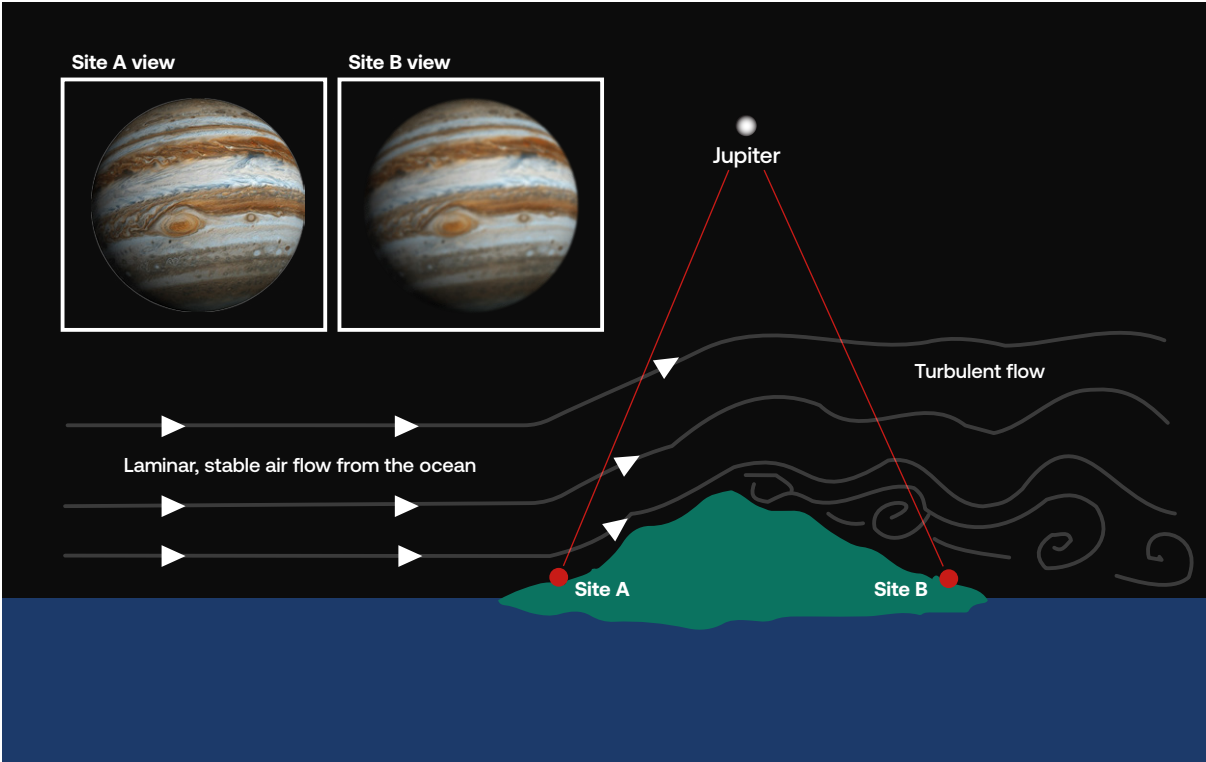 Site A view
Site B view
Jupiter
Turbulent flow
Laminar, stable air flow from the ocean
Site A
Site B